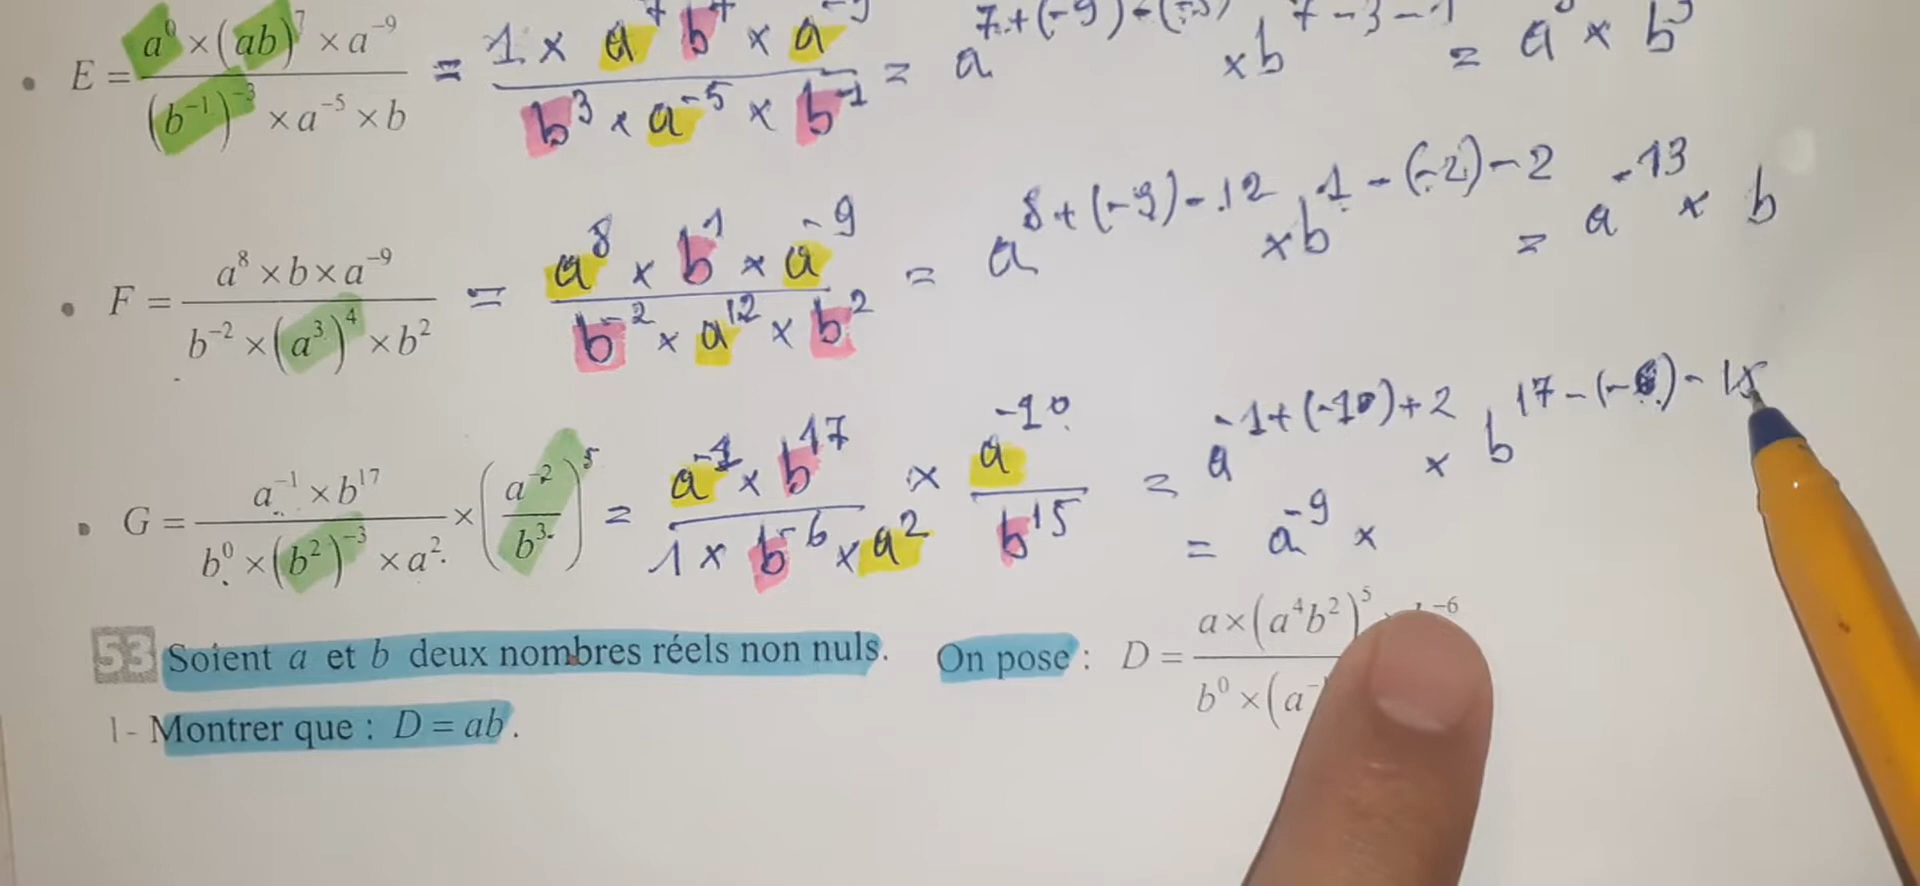 E = a⁰ × (ab)⁷ × a⁻⁹ / (b⁻¹)⁻³ × a⁻⁵ × b = 1 × a⁷ b⁷ × a⁻⁹ / b³ × a⁻⁵ × b⁻¹ = a^7+(-9)-(-5) × b^7-3-1 = a³ × b³
F = a⁸ × b × a⁻⁹ / b⁻² × (a³)⁴ × b² = a⁸ × b¹ × a⁻⁹ / b⁻² × a¹² × b² = a^8+(-9)-12 × b^1-(-2)-2 = a⁻¹³ × b
G = a⁻¹ × b¹⁷ / b⁰ × (b²)⁻³ × a² × (a⁻² / b³)⁵ = a⁻¹ × b¹⁷ / 1 × b⁻⁶ × a² × a⁻¹⁰ / b¹⁵ = a^-1+(-10)+2 × b^17-(-6)-15
= a⁻⁹ ×
53 Soient a et b deux nombres réels non nuls. On pose : D = a × (a⁴b²)⁵ ⁻⁶ / b⁰ × (a⁻
1- Montrer que : D = ab.